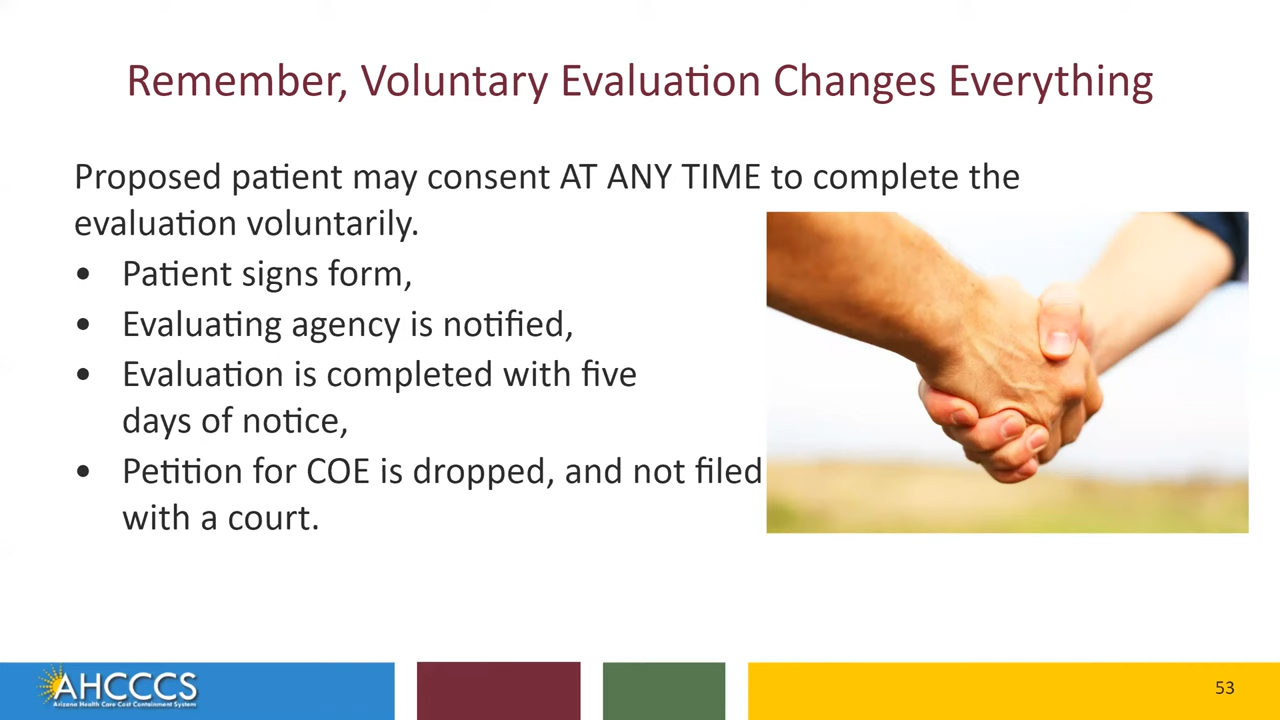 Remember, Voluntary Evaluation Changes Everything
Proposed patient may consent AT ANY TIME to complete the
evaluation voluntarily.
• Patient signs form,
• Evaluating agency is notified,
• Evaluation is completed with five
days of notice,
• Petition for COE is dropped, and not filed
with a court.
AHCCCS
Arizona Health Care Cost Containment System
53